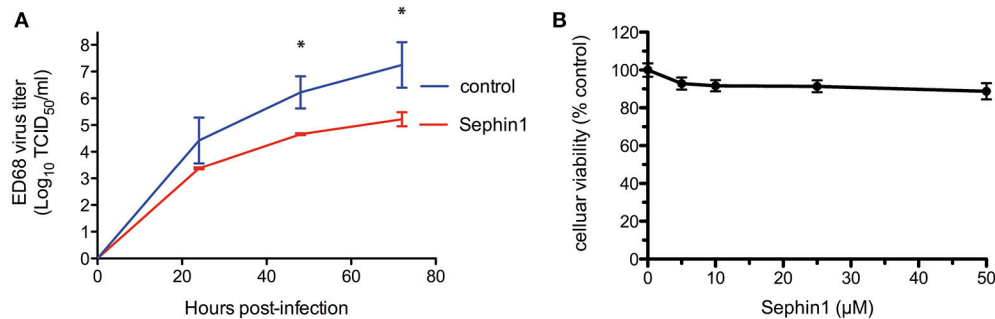 A
ED68 virus titer
(Log10 TCID50/ml)
8
7
6
5
4
3
2
1
0
*
*
control
Sephin1
0 20 40 60 80
Hours post-infection
B
celluar viability (% control)
120
100
80
60
40
20
0
0 10 20 30 40 50
Sephin1 (µM)